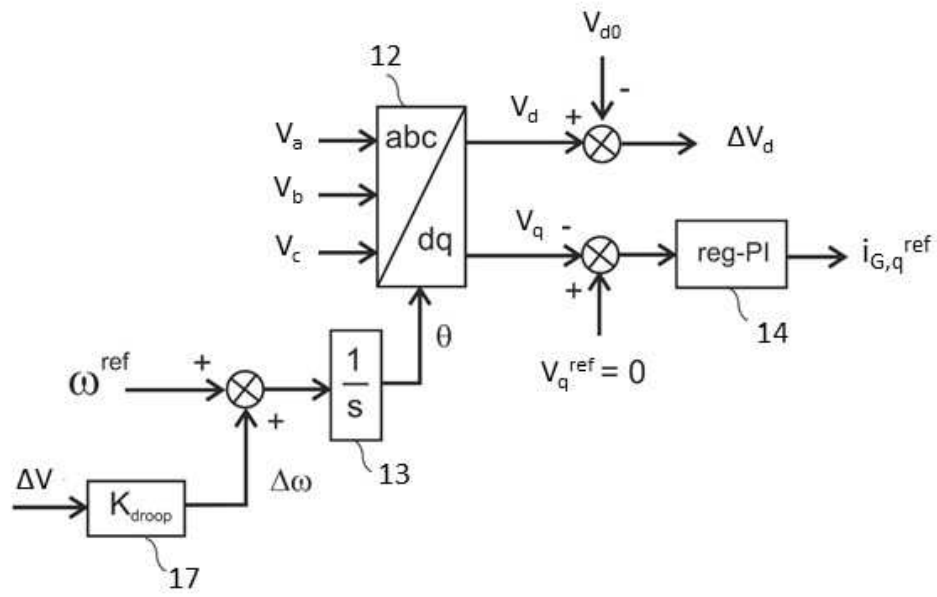 V_d0
12
-
V_a
abc
V_d
+
ΔV_d
V_b
V_c
dq
V_q
-
reg-PI
i_G,q^ref
+
14
θ
V_q^ref = 0
ω^ref
+
1
s
+
13
ΔV
K_droop
Δω
17